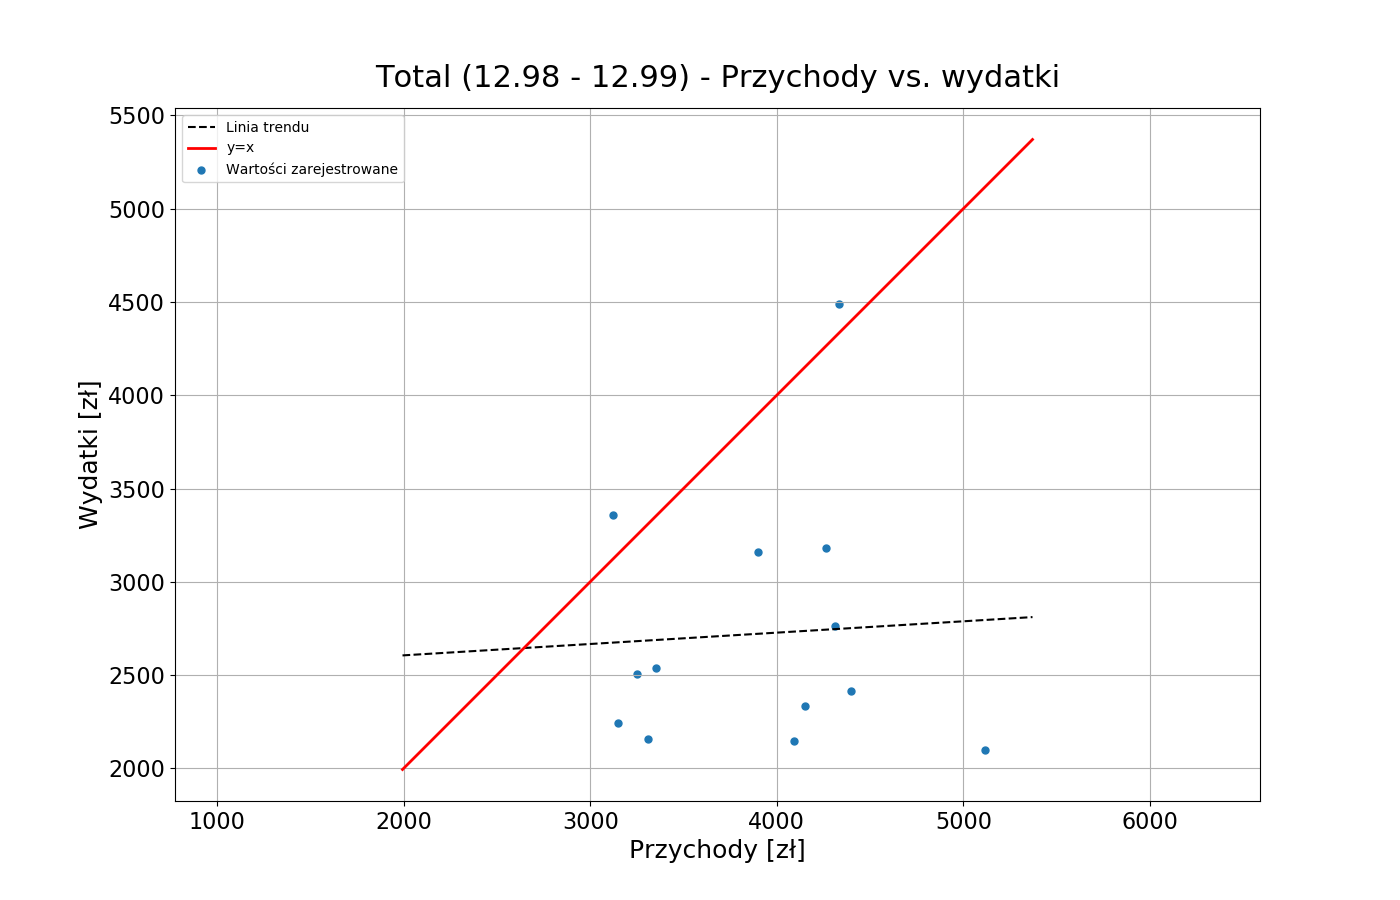 Total (12.98 - 12.99) - Przychody vs. wydatki
Linia trendu
y=x
Wartości zarejestrowane
5500
5000
4500
4000
3500
3000
2500
2000
Wydatki [zł]
1000 2000 3000 4000 5000 6000
Przychody [zł]